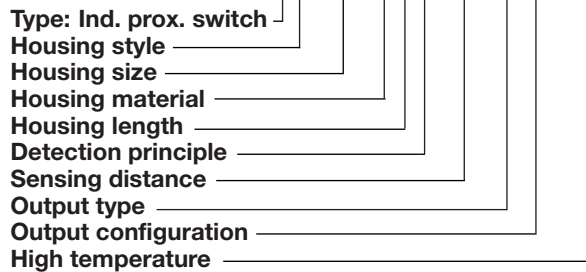 Type: Ind. prox. switch
Housing style
Housing size
Housing material
Housing length
Detection principle
Sensing distance
Output type
Output configuration
High temperature